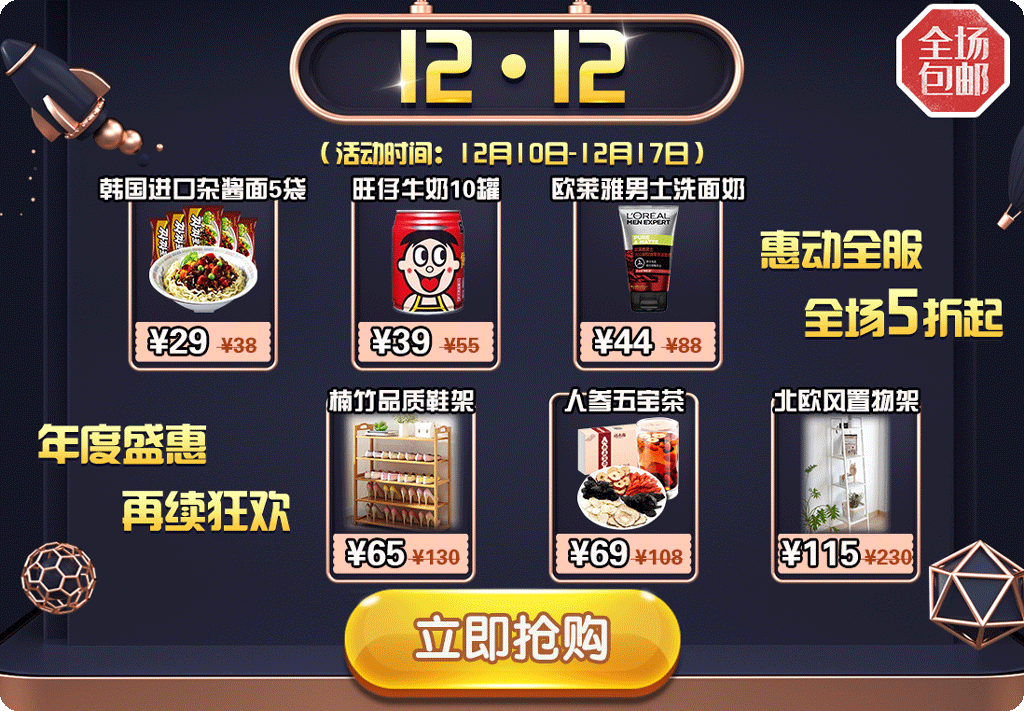 12·12
全场
包邮
(活动时间：12月10日-12月17日)
韩国进口杂酱面5袋
旺仔牛奶10罐
欧莱雅男士洗面奶
L'ORÉAL
MEN EXPERT
PURE
& MATTE
¥29 ¥38
¥39 ¥55
¥44 ¥88
惠动全服
全场5折起
年度盛惠
再续狂欢
楠竹品质鞋架
人参五宝茶
北欧风置物架
¥65 ¥130
¥69 ¥108
¥115 ¥230
立即抢购